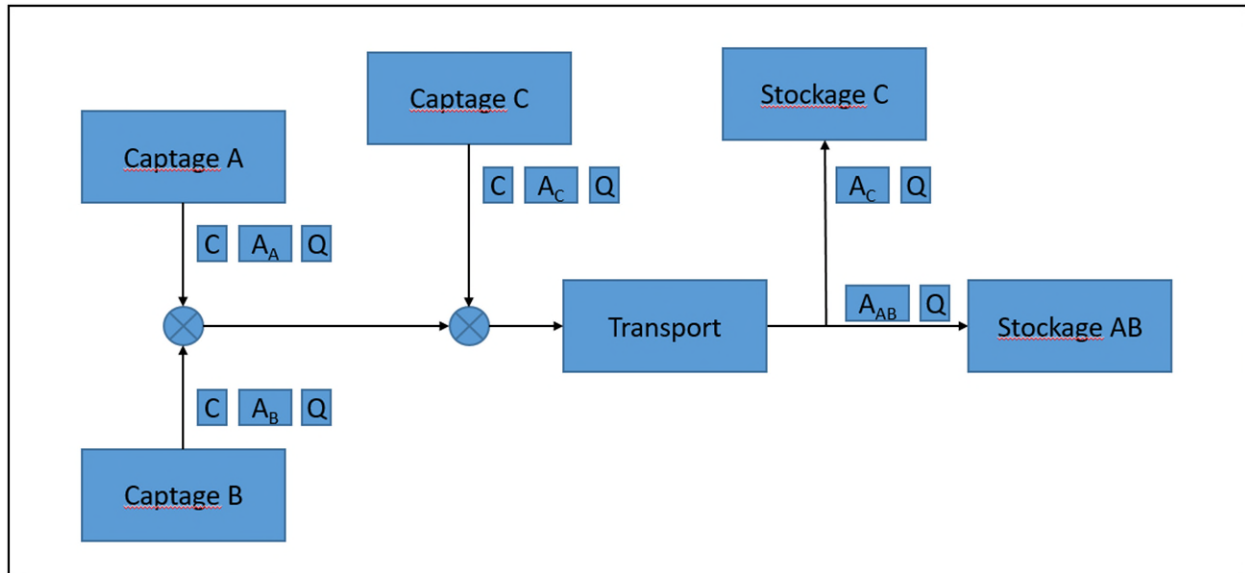 Captage A
Captage C
Stockage C
C A_A Q
C A_C Q
A_C Q
Transport
A_AB Q
Stockage AB
C A_B Q
Captage B